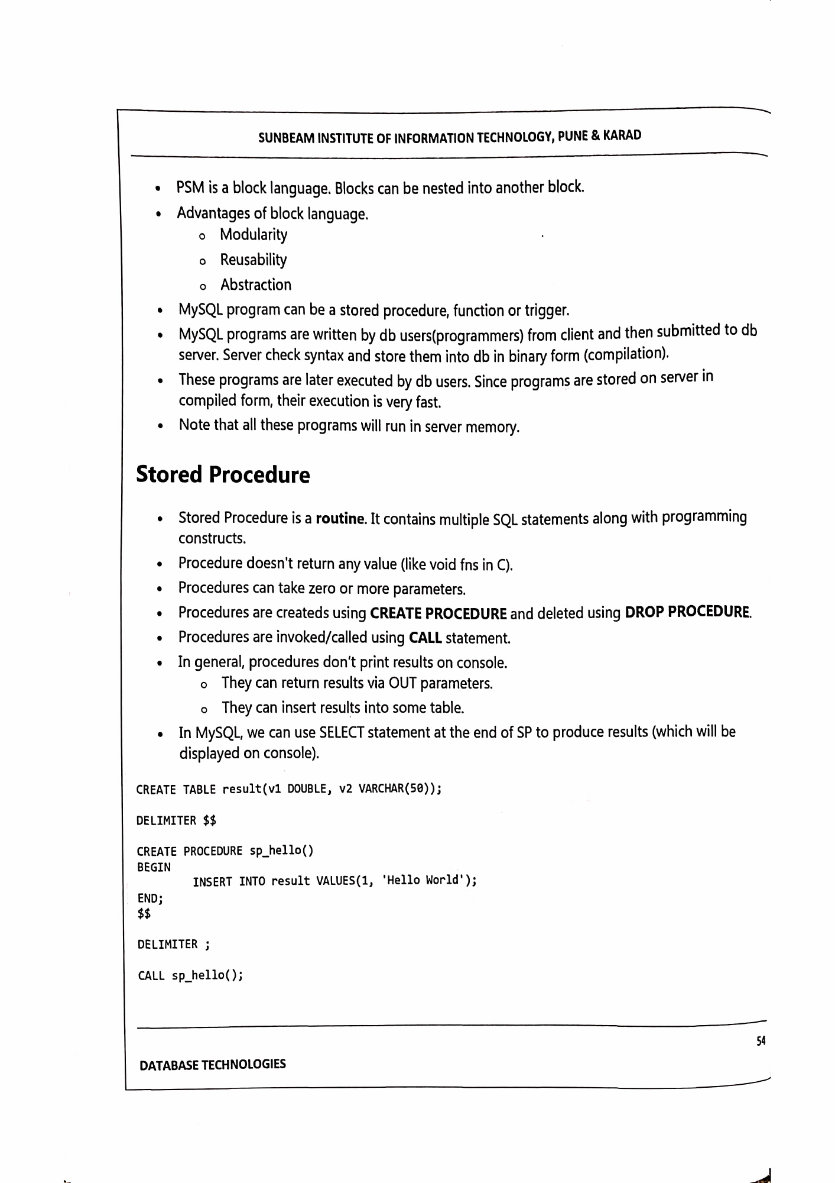 SUNBEAM INSTITUTE OF INFORMATION TECHNOLOGY, PUNE & KARAD
• PSM is a block language. Blocks can be nested into another block.
• Advantages of block language.
o Modularity
o Reusability
o Abstraction
• MySQL program can be a stored procedure, function or trigger.
• MySQL programs are written by db users(programmers) from client and then submitted to db
server. Server check syntax and store them into db in binary form (compilation).
• These programs are later executed by db users. Since programs are stored on server in
compiled form, their execution is very fast.
• Note that all these programs will run in server memory.
Stored Procedure
• Stored Procedure is a routine. It contains multiple SQL statements along with programming
constructs.
• Procedure doesn't return any value (like void fns in C).
• Procedures can take zero or more parameters.
• Procedures are createds using CREATE PROCEDURE and deleted using DROP PROCEDURE.
• Procedures are invoked/called using CALL statement.
• In general, procedures don't print results on console.
o They can return results via OUT parameters.
o They can insert results into some table.
• In MySQL, we can use SELECT statement at the end of SP to produce results (which will be
displayed on console).
CREATE TABLE result(v1 DOUBLE, v2 VARCHAR(50));
DELIMITER $$
CREATE PROCEDURE sp_hello()
BEGIN
INSERT INTO result VALUES(1, 'Hello World');
END;
$$
DELIMITER ;
CALL sp_hello();
54
DATABASE TECHNOLOGIES